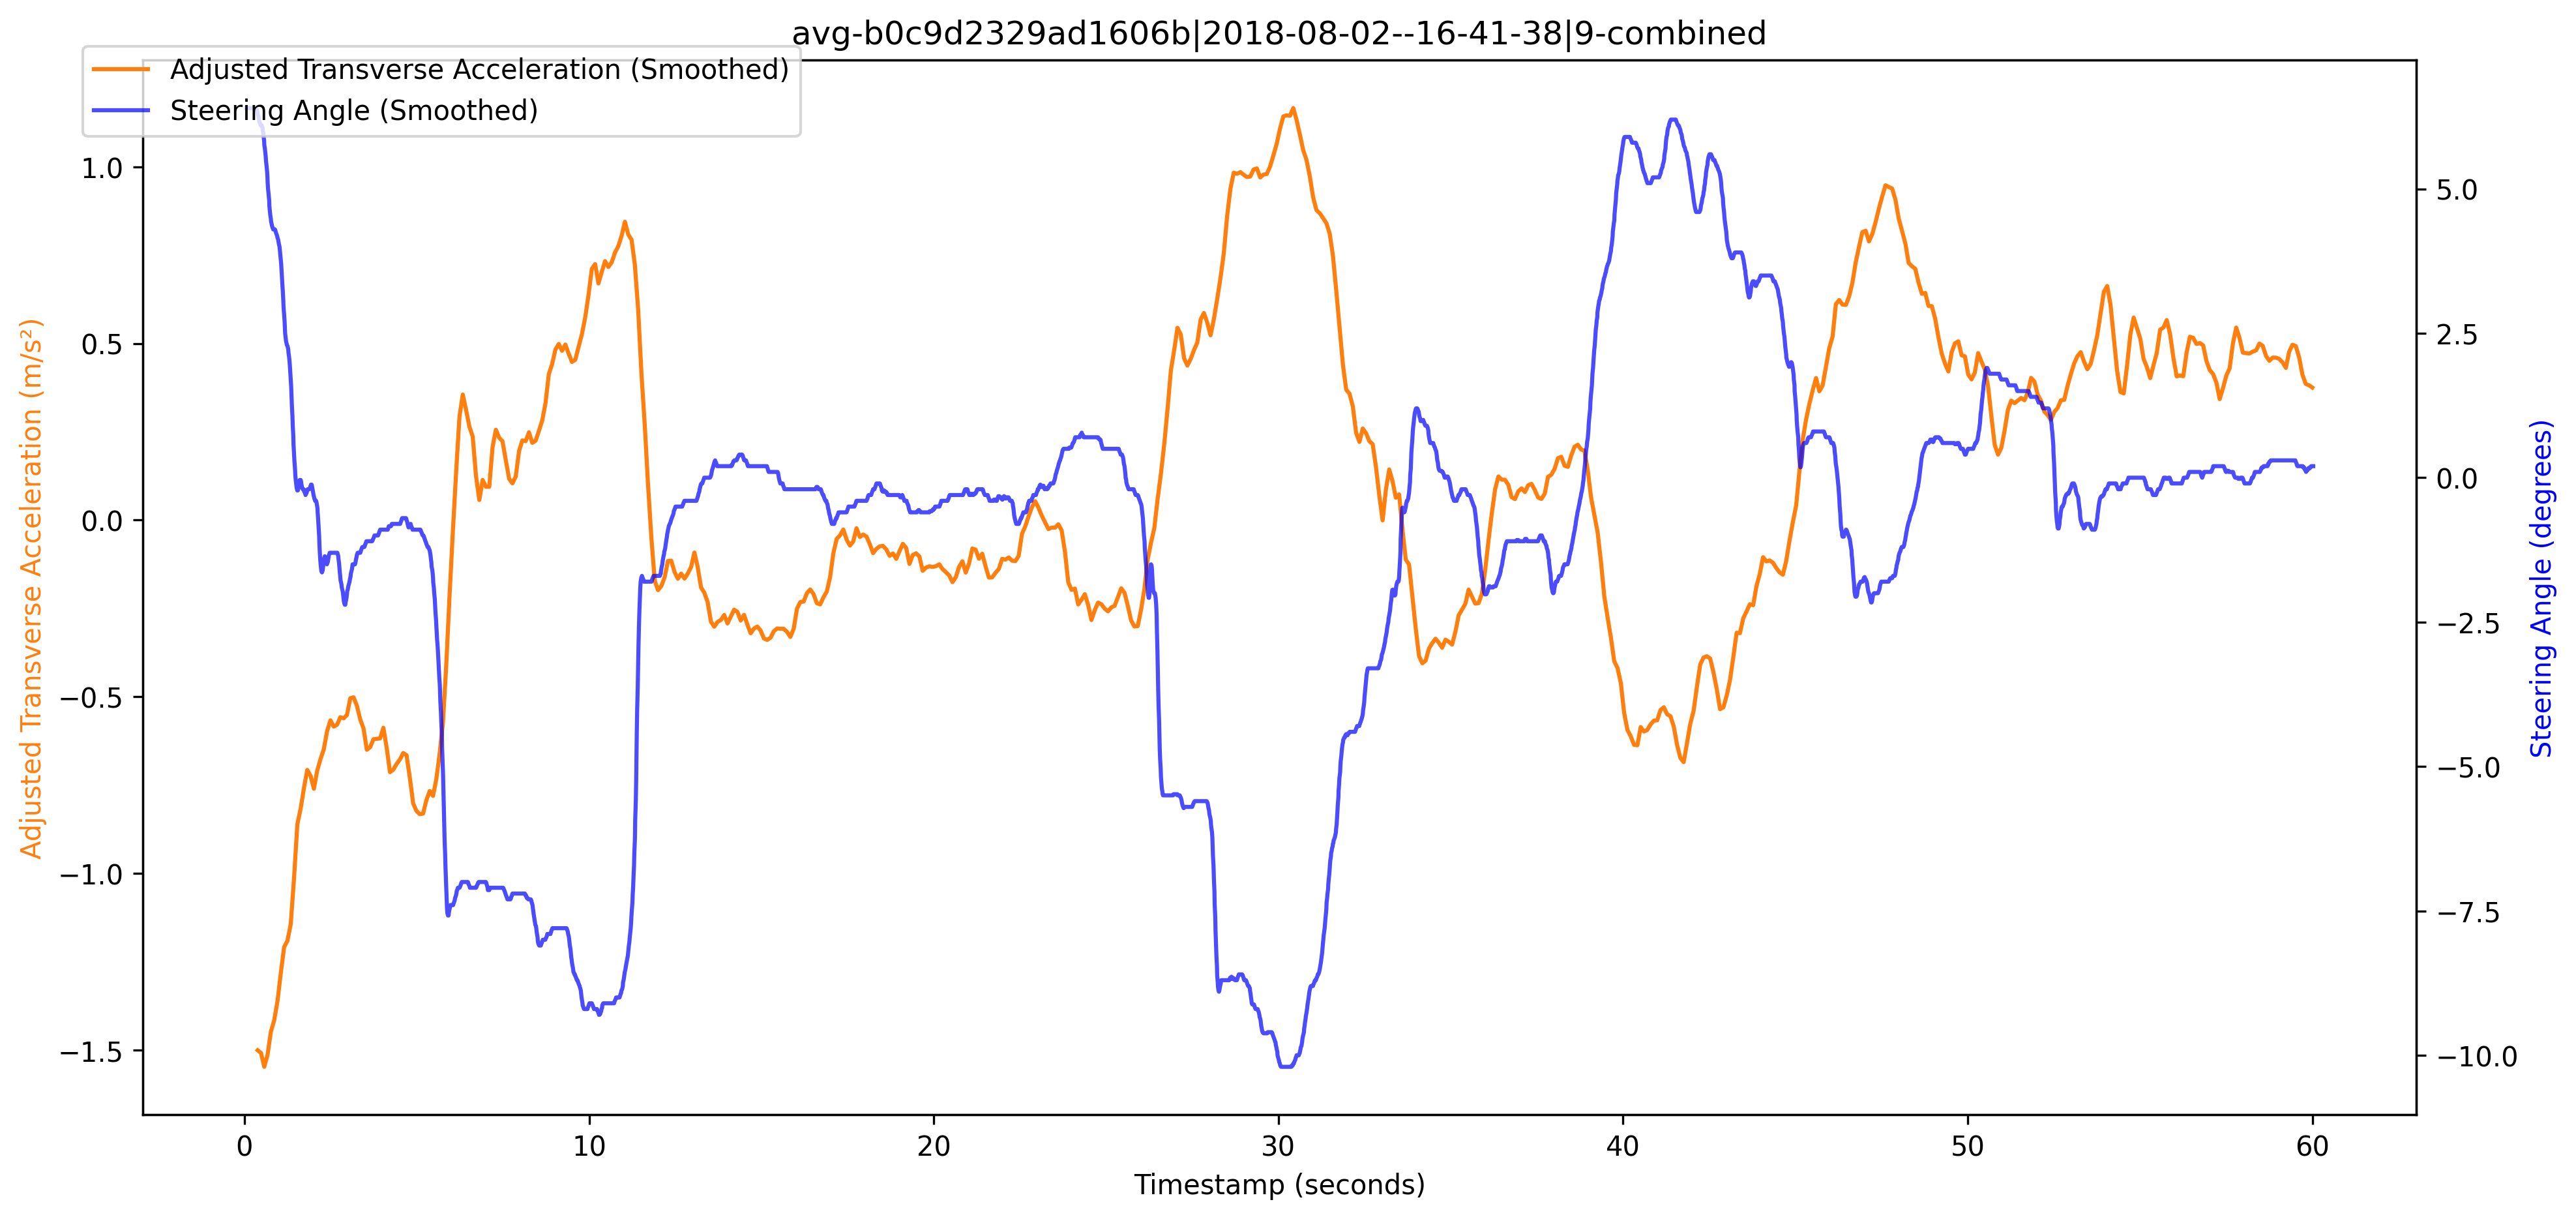 avg-b0c9d2329ad1606b|2018-08-02--16-41-38|9-combined
Adjusted Transverse Acceleration (Smoothed)
Steering Angle (Smoothed)
Adjusted Transverse Acceleration (m/s²)
1.0
0.5
0.0
−0.5
−1.0
−1.5
5.0
2.5
0.0
−2.5
−5.0
−7.5
−10.0
Steering Angle (degrees)
0 10 20 30 40 50 60
Timestamp (seconds)